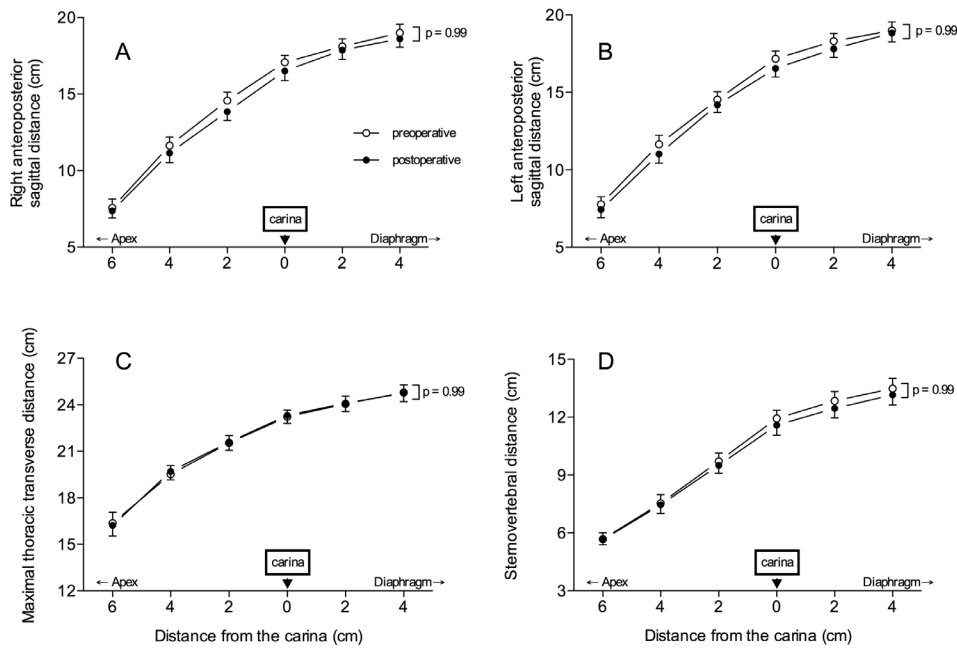 A
Right anteroposterior
sagittal distance (cm)
20
15
10
5
p = 0.99
preoperative
postoperative
carina
←Apex
Diaphragm→
6 4 2 0 2 4
B
Left anteroposterior
sagittal distance (cm)
20
15
10
5
p = 0.99
carina
←Apex
Diaphragm→
6 4 2 0 2 4
C
Maximal thoracic transverse distance (cm)
27
24
21
18
15
12
p = 0.99
carina
←Apex
Diaphragm→
6 4 2 0 2 4
Distance from the carina (cm)
D
Sternovertebral distance (cm)
15
12
9
6
3
p = 0.99
carina
←Apex
Diaphragm→
6 4 2 0 2 4
Distance from the carina (cm)